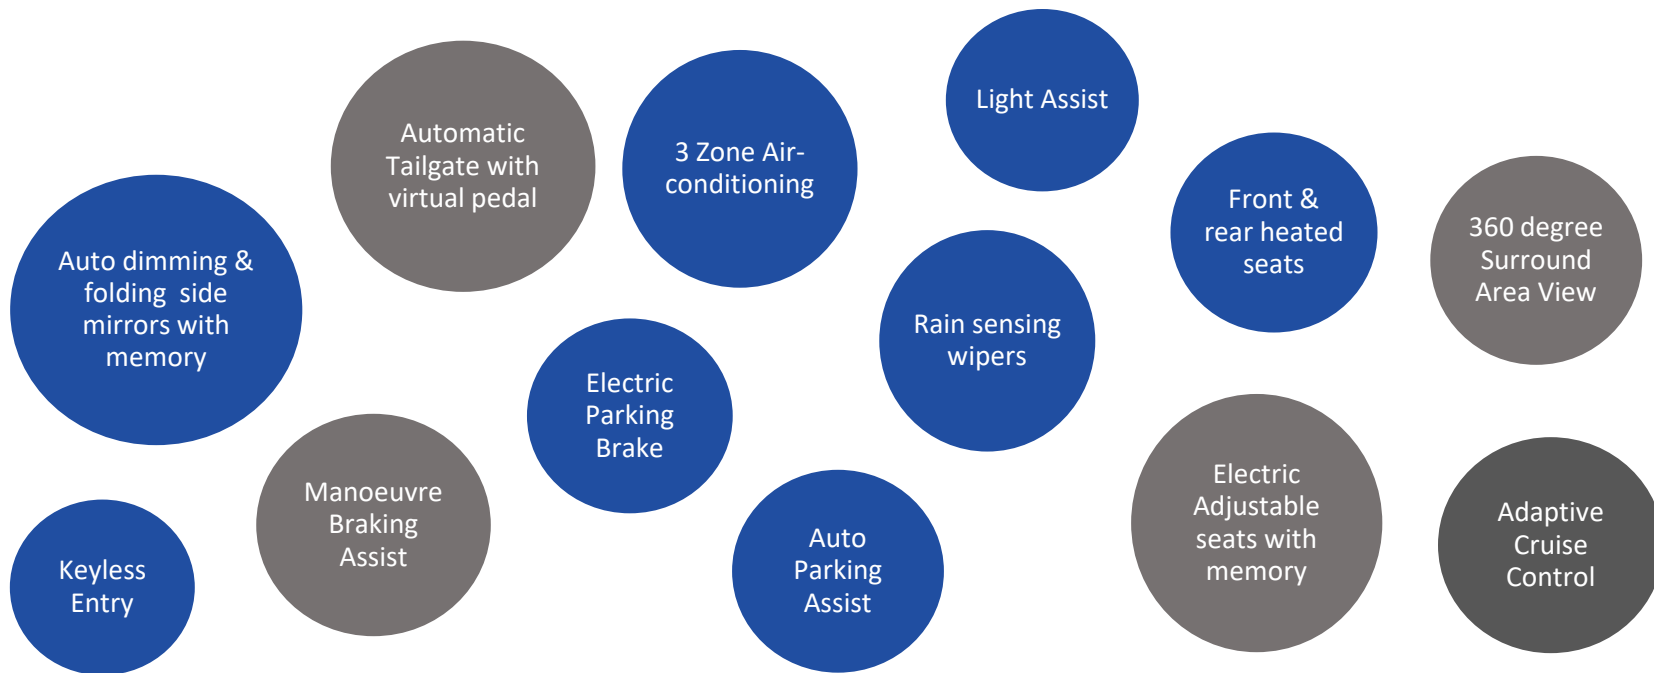 Automatic
Tailgate with
virtual pedal
3 Zone Air-
conditioning
Light Assist
Front &
rear heated
seats
360 degree
Surround
Area View
Auto dimming &
folding  side
mirrors with
memory
Electric
Parking
Brake
Rain sensing
wipers
Keyless
Entry
Manoeuvre
Braking
Assist
Auto
Parking
Assist
Electric
Adjustable
seats with
memory
Adaptive
Cruise
Control